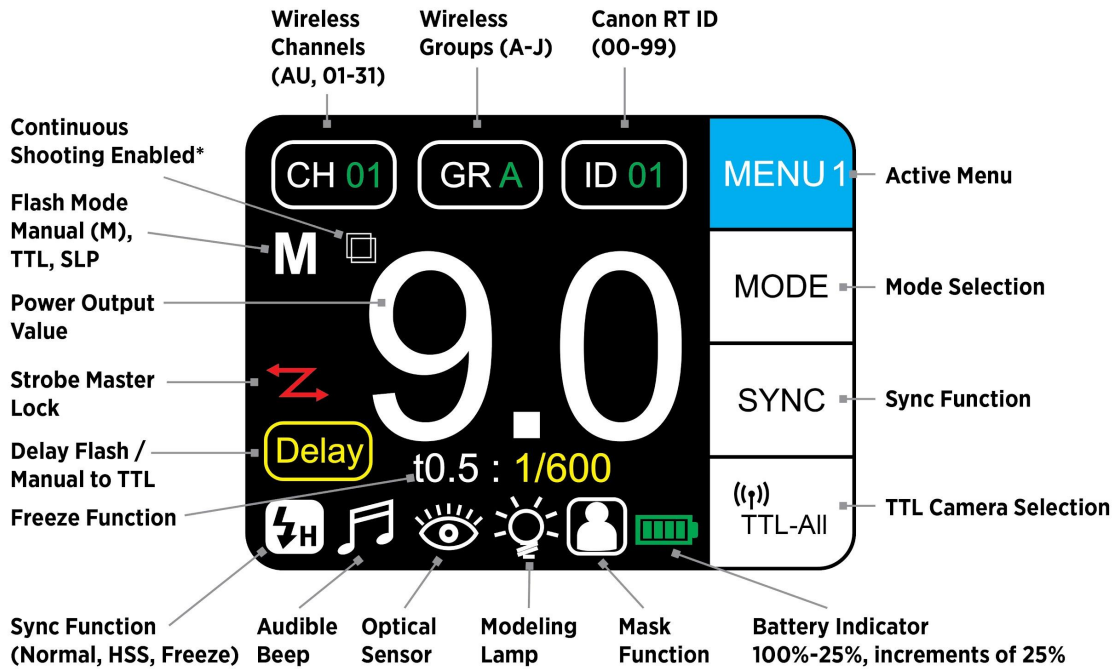 Wireless
Channels
(AU, 01-31)
Wireless
Groups (A-J)
Canon RT ID
(00-99)
Continuous
Shooting Enabled*
Flash Mode
Manual (M),
TTL, SLP
Power Output
Value
Strobe Master
Lock
Delay Flash /
Manual to TTL
Freeze Function
CH 01
GR A
ID 01
MENU 1
M
9.0
MODE
SYNC
Delay
t0.5 : 1/600
H
TTL-All
Active Menu
Mode Selection
Sync Function
TTL Camera Selection
Sync Function
(Normal, HSS, Freeze)
Audible
Beep
Optical
Sensor
Modeling
Lamp
Mask
Function
Battery Indicator
100%-25%, increments of 25%